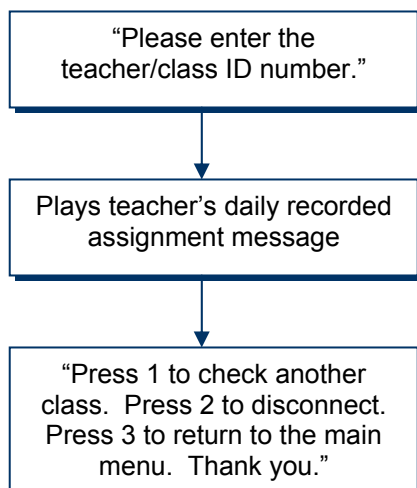 “Please enter the
teacher/class ID number.”
Plays teacher’s daily recorded
assignment message
“Press 1 to check another
class.  Press 2 to disconnect.
Press 3 to return to the main
menu.  Thank you.”